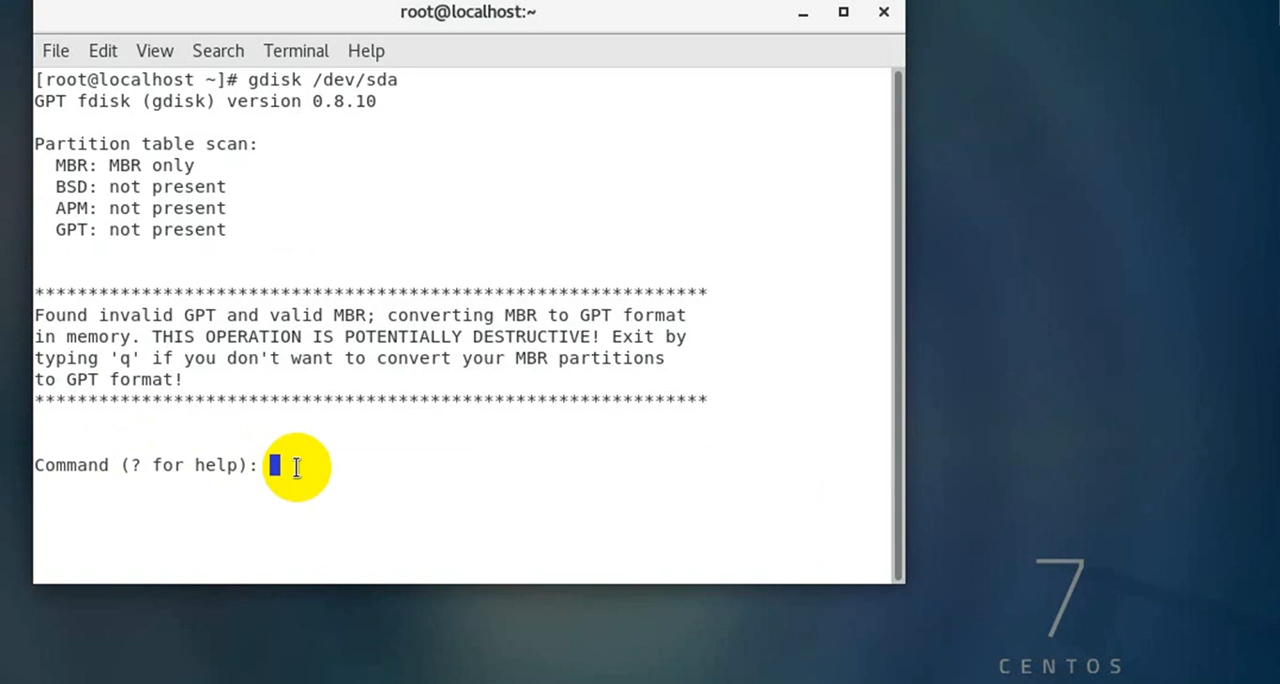 root@localhost:~
File Edit View Search Terminal Help
[root@localhost ~]# gdisk /dev/sda
GPT fdisk (gdisk) version 0.8.10
Partition table scan:
  MBR: MBR only
  BSD: not present
  APM: not present
  GPT: not present
***************************************************************
Found invalid GPT and valid MBR; converting MBR to GPT format
in memory. THIS OPERATION IS POTENTIALLY DESTRUCTIVE! Exit by
typing 'q' if you don't want to convert your MBR partitions
to GPT format!
***************************************************************
Command (? for help):
7
CENTOS